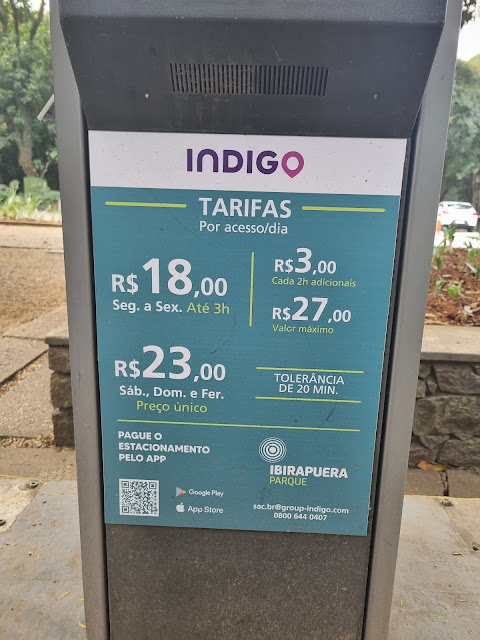 INDIGO
TARIFAS
Por acesso/dia
R$18,00
Seg. a Sex. Até 3h
R$3,00
Cada 2h adicionais
R$27,00
Valor máximo
R$23,00
Sáb., Dom. e Fer.
Preço único
TOLERÂNCIA
DE 20 MIN.
PAGUE O
ESTACIONAMENTO
PELO APP
Google Play
App Store
IBIRAPUERA
PARQUE
sac.br@group-indigo.com
0800 644 0407